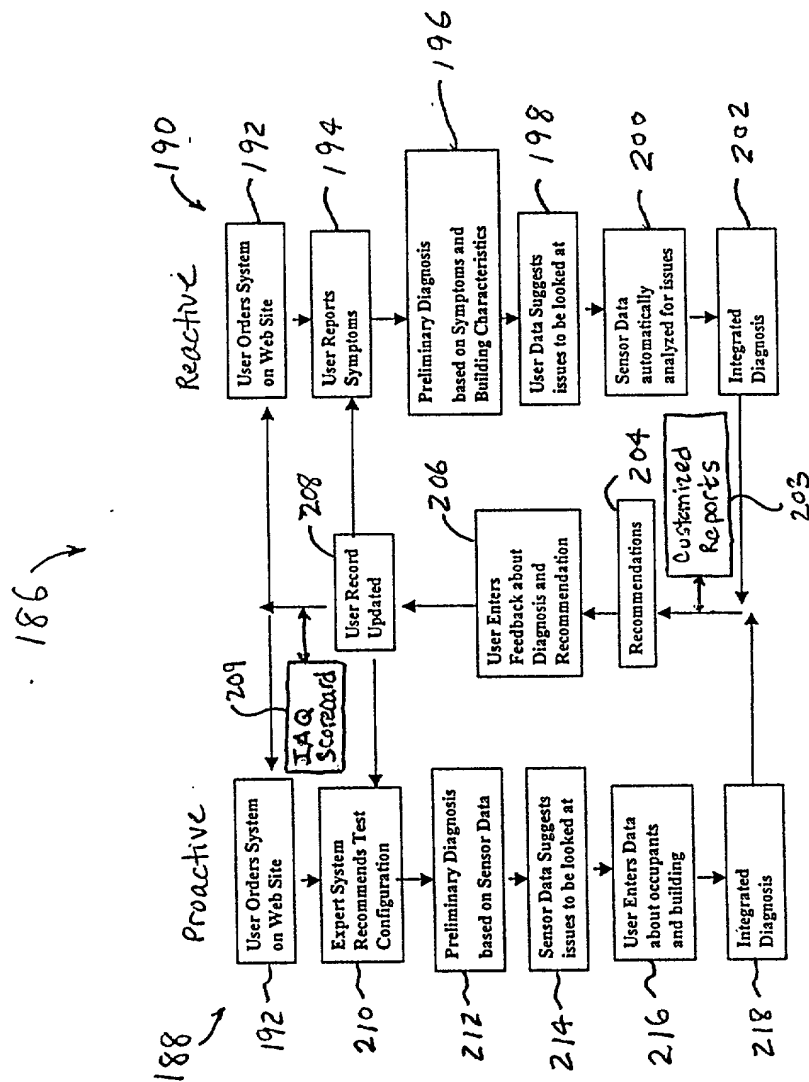 186
Proactive
Reactive
188
190
User Orders System
on Web Site
192
Expert System
Recommends Test
Configuration
210
Preliminary Diagnosis
based on Sensor Data
212
Sensor Data Suggests
issues to be looked at
214
User Enters Data
about occupants
and building
216
Integrated
Diagnosis
218
209
IAQ
Scorecard
User Record
Updated
208
User Enters
Feedback about
Diagnosis and
Recommendation
206
Recommendations
204
Customized
Reports
203
User Orders System
on Web Site
192
User Reports
Symptoms
194
Preliminary Diagnosis
based on Symptoms and
Building Characteristics
196
User Data Suggests
issues to be looked at
198
Sensor Data
automatically
analyzed for issues
200
Integrated
Diagnosis
202